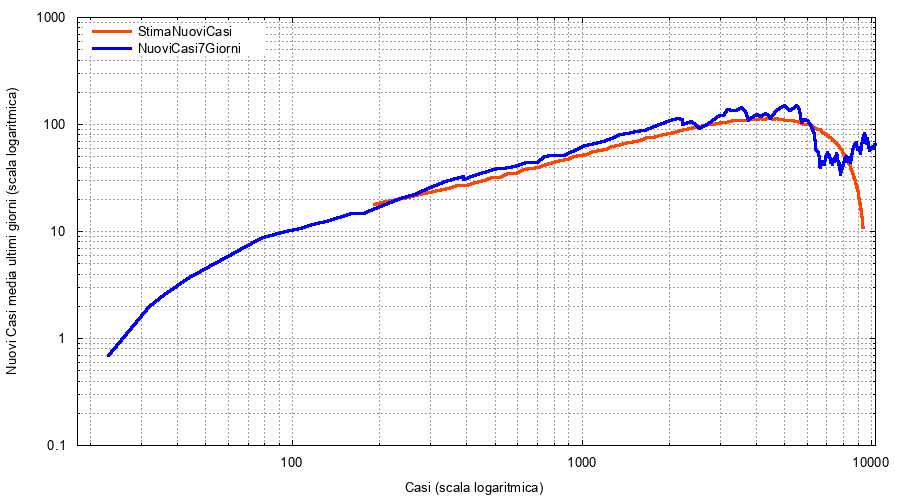 1000
100
10
1
0.1
StimaNuoviCasi
NuoviCasi7Giorni
Nuovi Casi media ultimi giorni (scala logaritmica)
100
1000
10000
Casi (scala logaritmica)